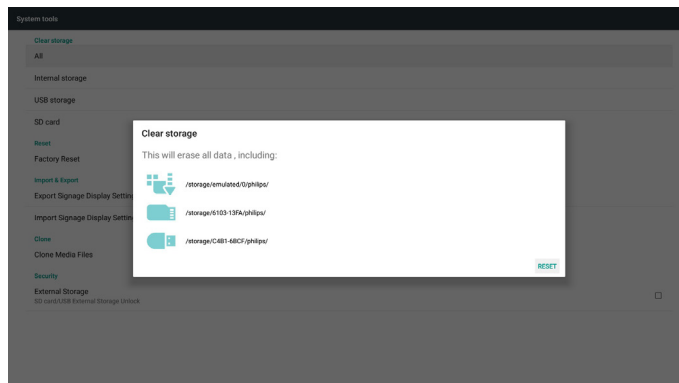 System tools
Clear storage
All
Internal storage
USB storage
SD card
Reset
Factory Reset
Import & Export
Export Signage Display Setting
Import Signage Display Settin
Clone
Clone Media Files
Security
External Storage
SD card/USB External Storage Unlock
Clear storage
This will erase all data , including:
/storage/emulated/0/philips/
/storage/6103-13FA/philips/
/storage/C4B1-68CF/philips/
RESET